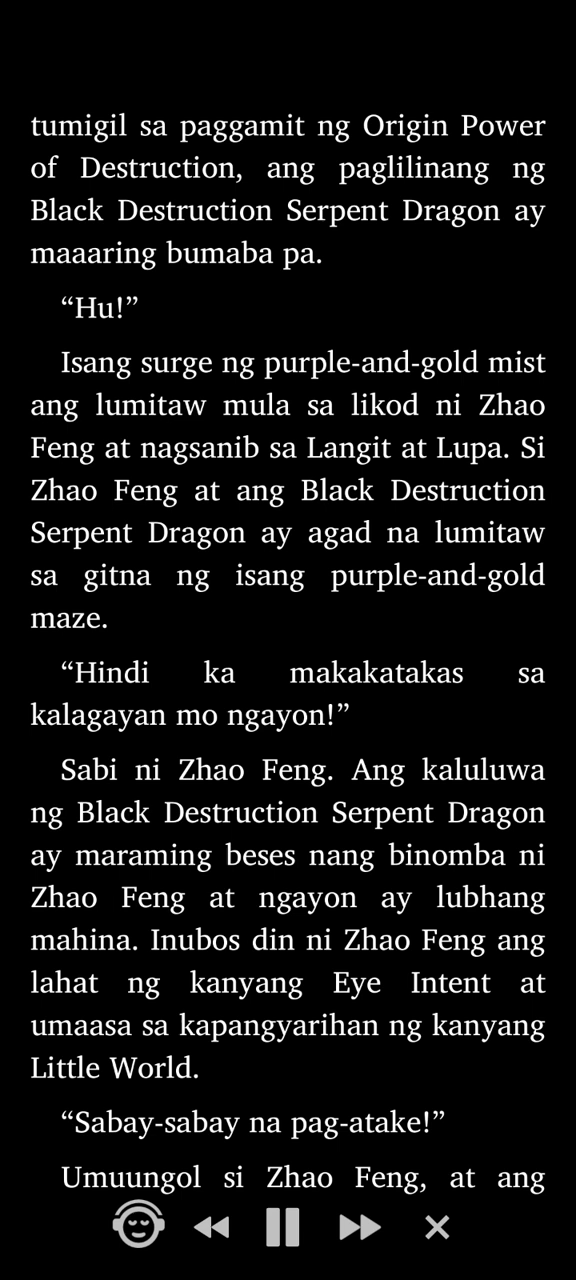 tumigil sa paggamit ng Origin Power
of Destruction, ang paglilinang ng
Black Destruction Serpent Dragon ay
maaaring bumaba pa.
“Hu!”
Isang surge ng purple-and-gold mist
ang lumitaw mula sa likod ni Zhao
Feng at nagsanib sa Langit at Lupa. Si
Zhao Feng at ang Black Destruction
Serpent Dragon ay agad na lumitaw
sa gitna ng isang purple-and-gold
maze.
“Hindi ka makakatakas sa
kalagayan mo ngayon!”
Sabi ni Zhao Feng. Ang kaluluwa
ng Black Destruction Serpent Dragon
ay maraming beses nang binomba ni
Zhao Feng at ngayon ay lubhang
mahina. Inubos din ni Zhao Feng ang
lahat ng kanyang Eye Intent at
umaasa sa kapangyarihan ng kanyang
Little World.
“Sabay-sabay na pag-atake!”
Umuungol si Zhao Feng, at ang